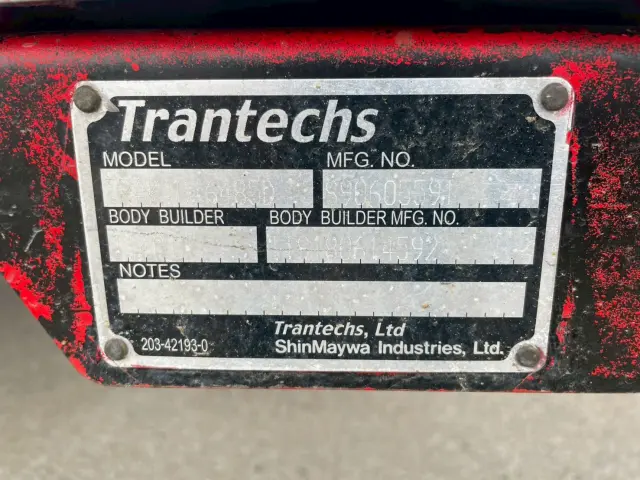 Trantechs
MODEL MFG. NO.
BODY BUILDER BODY BUILDER MFG. NO.
NOTES
Trantechs, Ltd
203-42193-0 ShinMaywa Industries, Ltd.